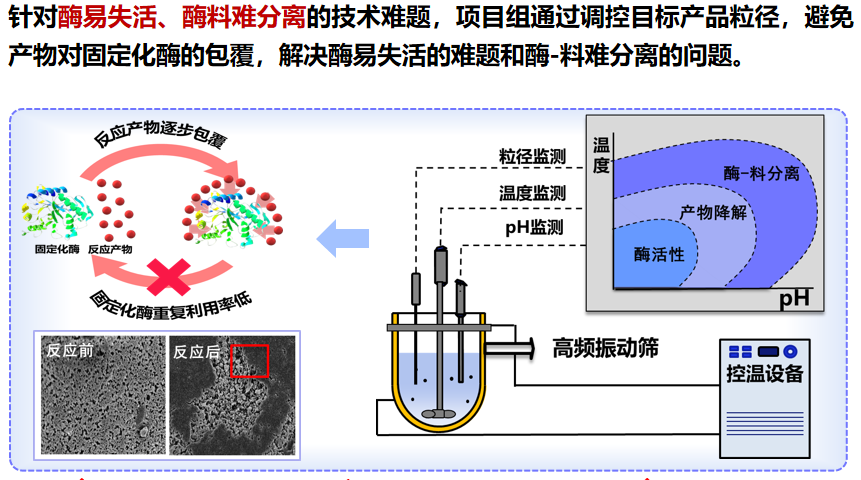 针对酶易失活、酶料难分离的技术难题，项目组通过调控目标产品粒径，避免
产物对固定化酶的包覆，解决酶易失活的难题和酶-料难分离的问题。
反应产物逐步包覆
固定化酶
反应产物
固定化酶重复利用率低
反应前
反应后
粒径监测
温度监测
pH监测
温度
酶-料分离
产物降解
酶活性
pH
高频振动筛
控温设备